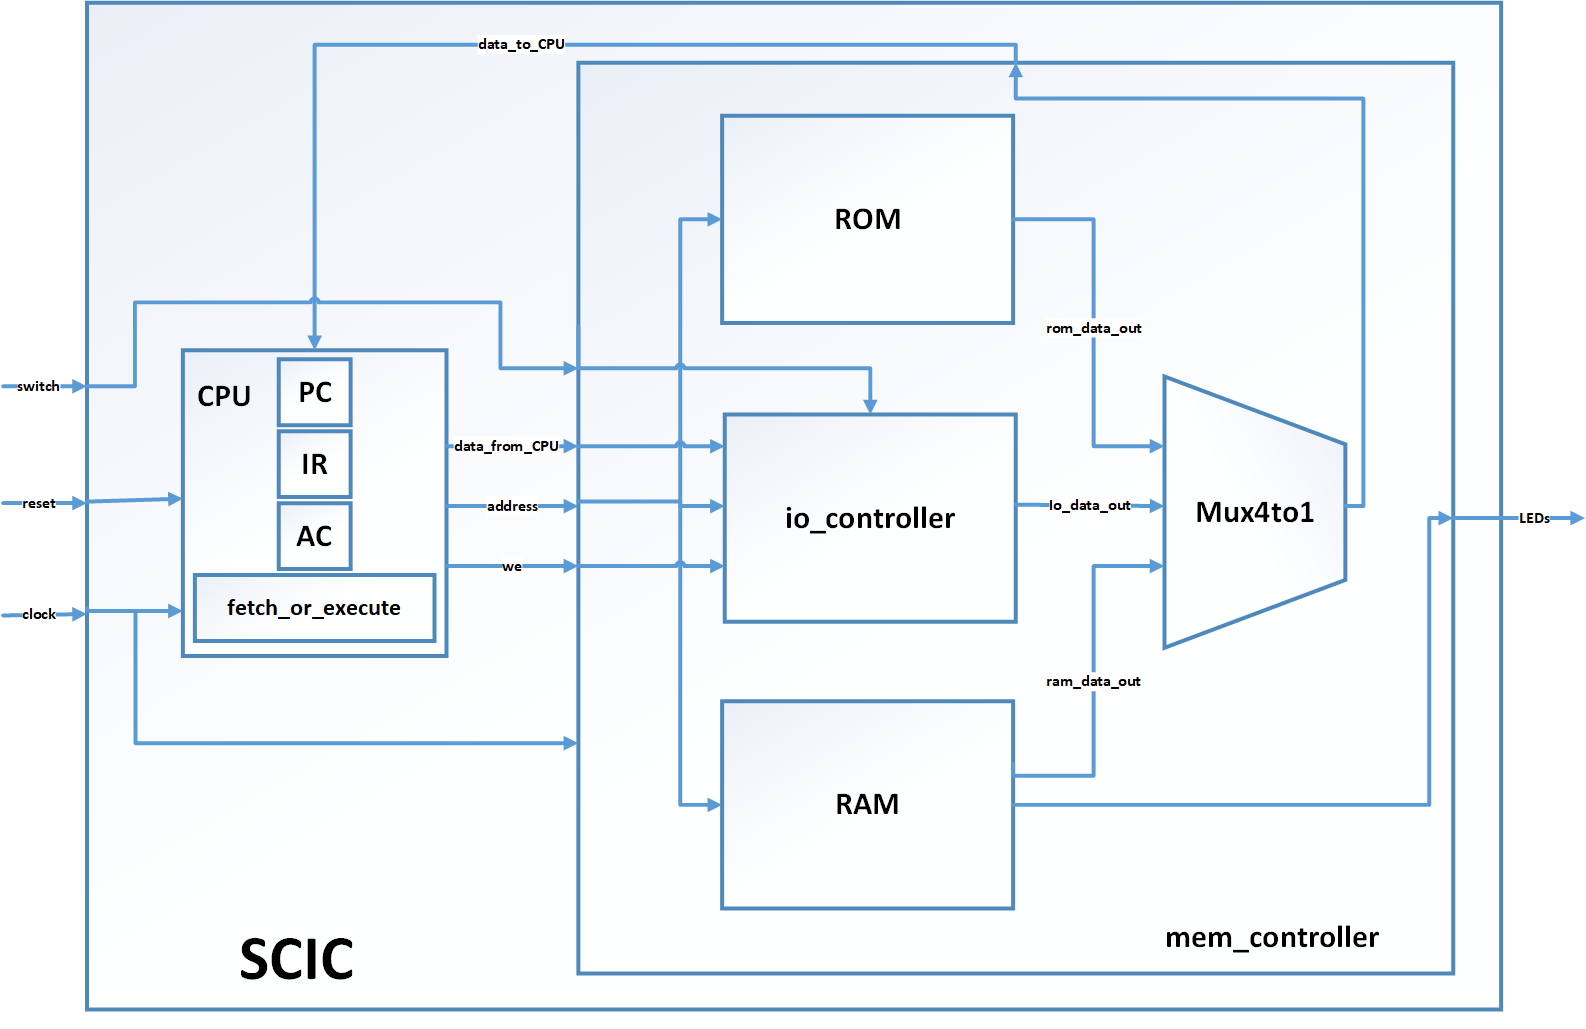 data_to_CPU
ROM
rom_data_out
switch
CPU
PC
IR
AC
fetch_or_execute
data_from_CPU
address
we
reset
clock
io_controller
Io_data_out
Mux4to1
LEDs
ram_data_out
RAM
mem_controller
SCIC